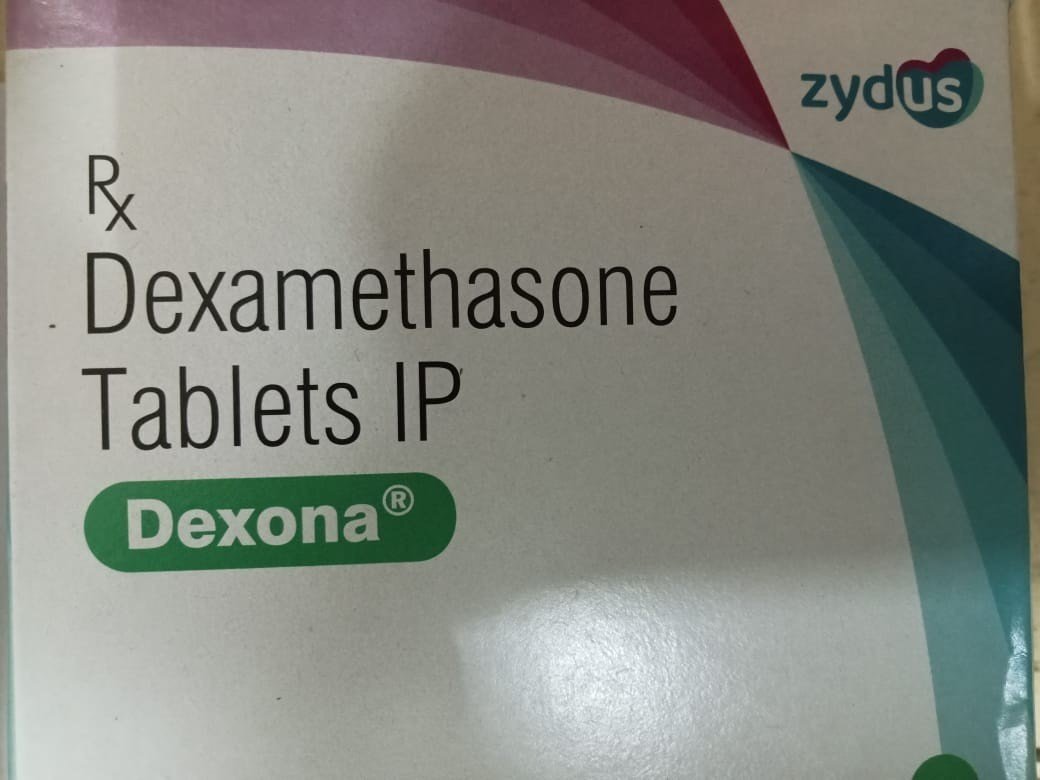 zydus
Rx
Dexamethasone
Tablets IP
Dexona®